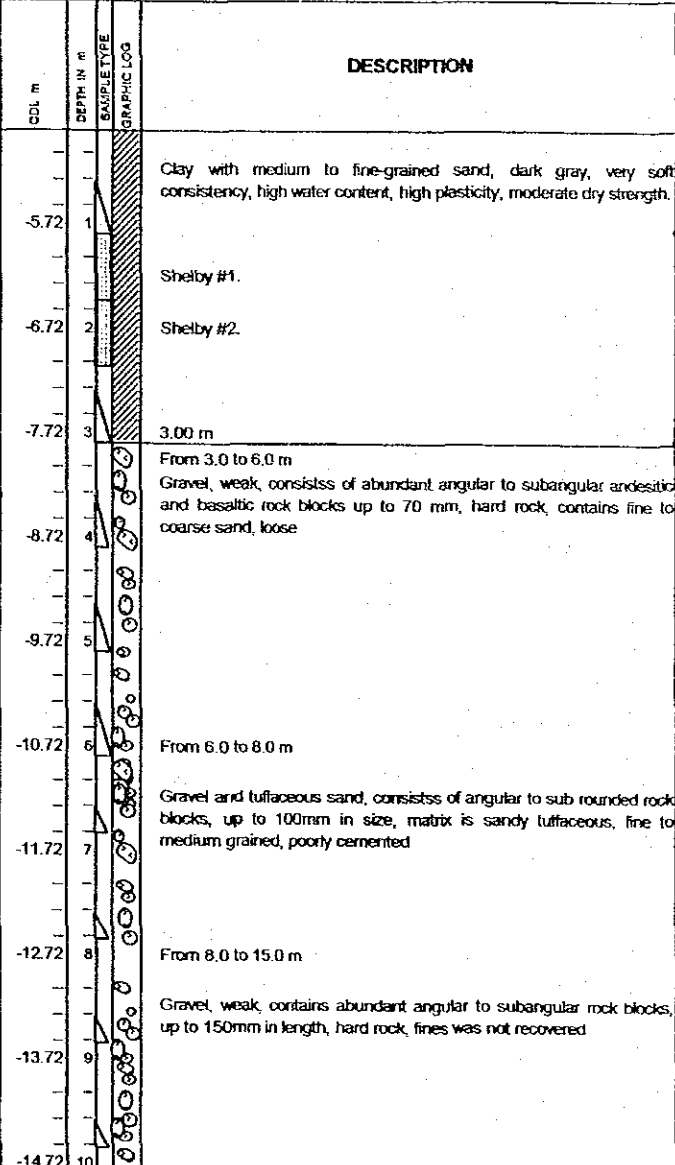 CDL m
DEPTH IN m
SAMPLE TYPE
GRAPHIC LOG
DESCRIPTION
Clay with medium to fine-grained sand, dark gray, very soft
consistency, high water content, high plasticity, moderate dry strength.
-5.72 1
Shelby #1.
-6.72 2 Shelby #2.
-7.72 3 3.00 m
From 3.0 to 6.0 m
Gravel, weak, consistss of abundant angular to subangular andesitic
and basaltic rock blocks up to 70 mm, hard rock, contains fine to
-8.72 4 coarse sand, loose
-9.72 5
-10.72 6 From 6.0 to 8.0 m
Gravel and tuffaceous sand, consistss of angular to sub rounded rock
blocks, up to 100mm in size, matrix is sandy tuffaceous, fine to
-11.72 7 medium grained, poorly cemented
-12.72 8 From 8.0 to 15.0 m
Gravel, weak, contains abundant angular to subangular rock blocks,
up to 150mm in length, hard rock, fines was not recovered
-13.72 9
-14.72 10